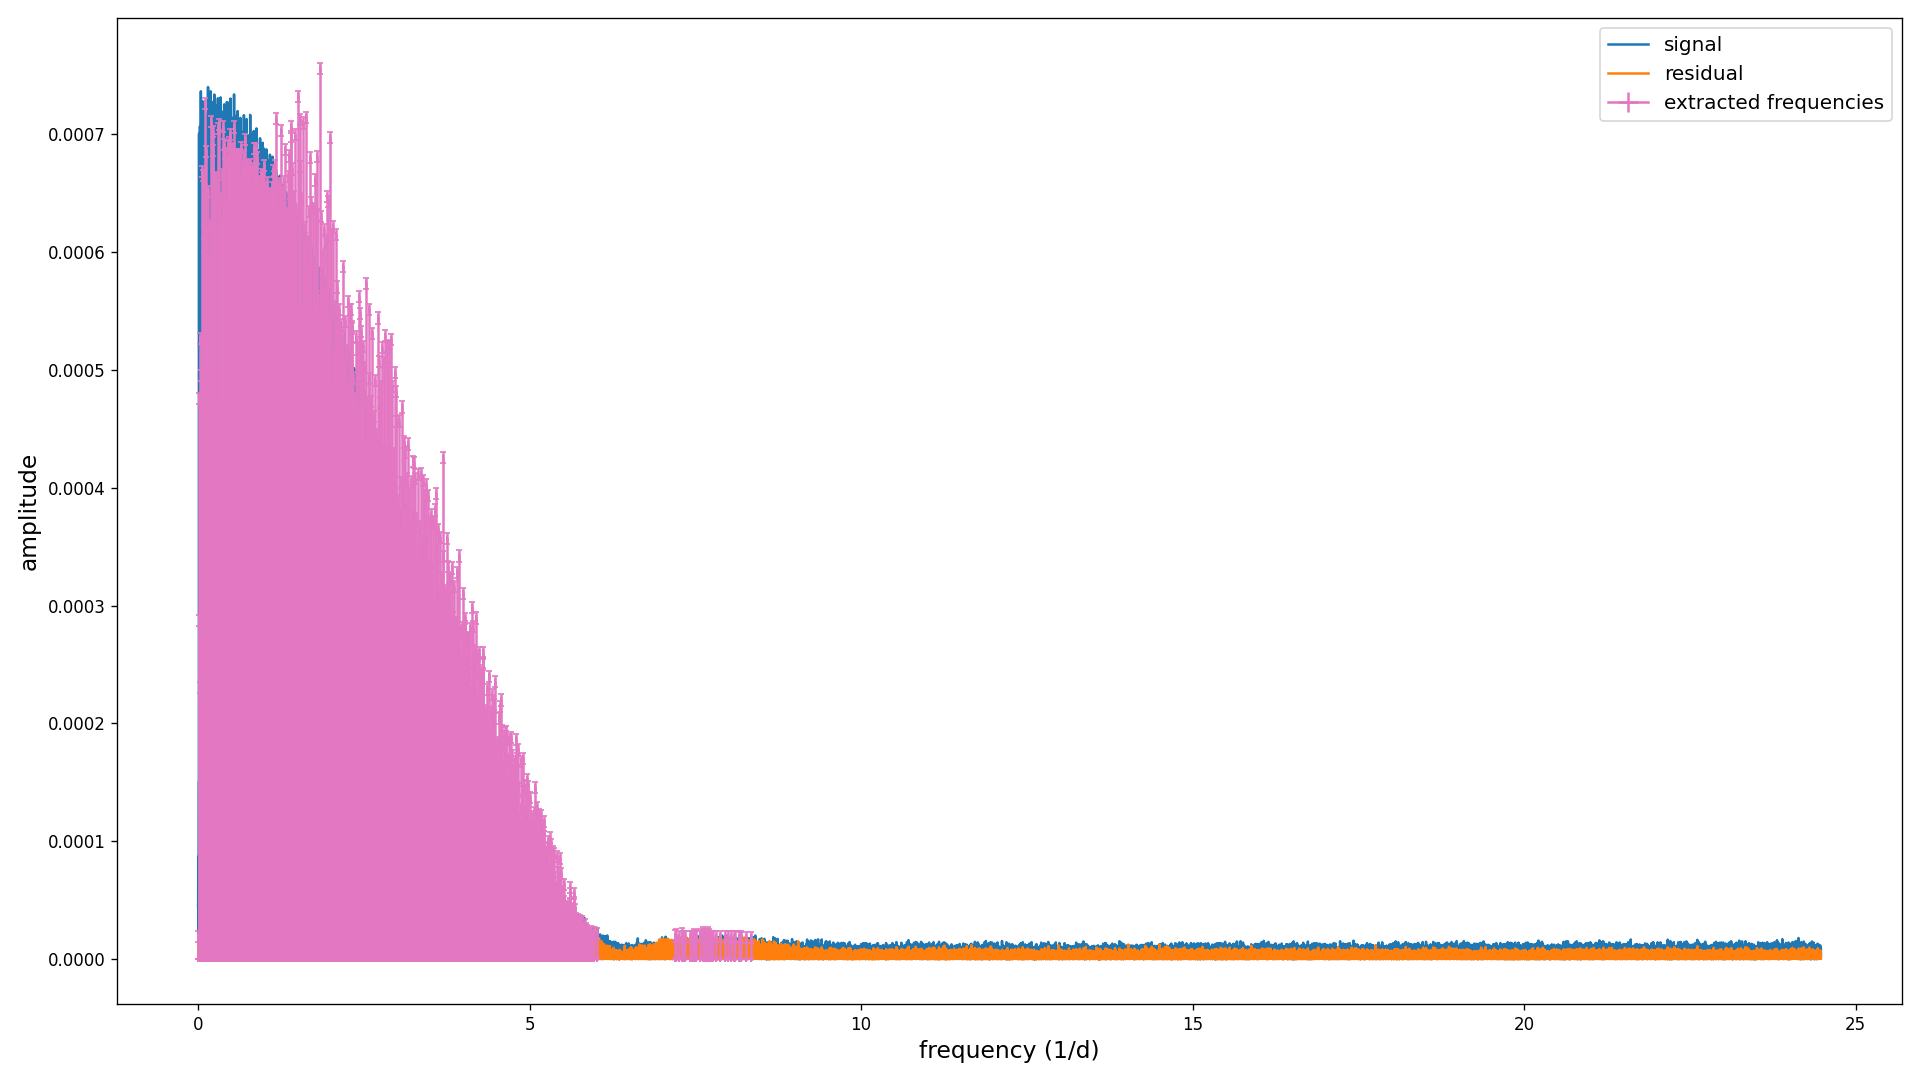 signal
residual
extracted frequencies
amplitude
0.0007
0.0006
0.0005
0.0004
0.0003
0.0002
0.0001
0.0000
0 5 10 15 20 25
frequency (1/d)